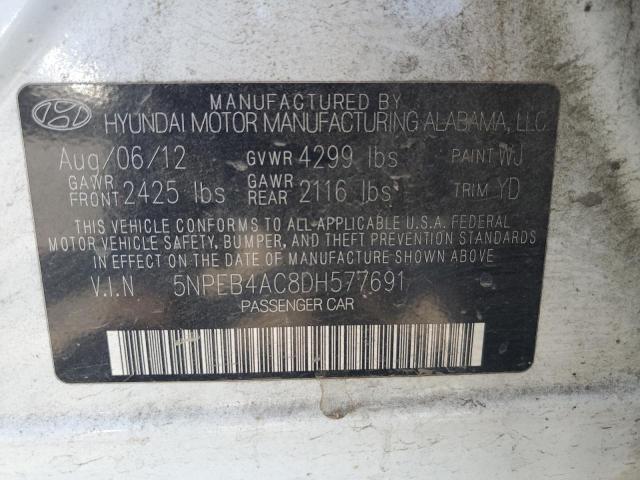 MANUFACTURED BY
HYUNDAI MOTOR MANUFACTURING ALABAMA, LLC
Aug/06/12 GVWR 4299 lbs PAINT WJ
GAWR FRONT 2425 lbs GAWR REAR 2116 lbs TRIM YD
THIS VEHICLE CONFORMS TO ALL APPLICABLE U.S.A. FEDERAL
MOTOR VEHICLE SAFETY, BUMPER, AND THEFT PREVENTION STANDARDS
IN EFFECT ON THE DATE OF MANUFACTURE SHOWN ABOVE
V.I.N 5NPEB4AC8DH577691
PASSENGER CAR